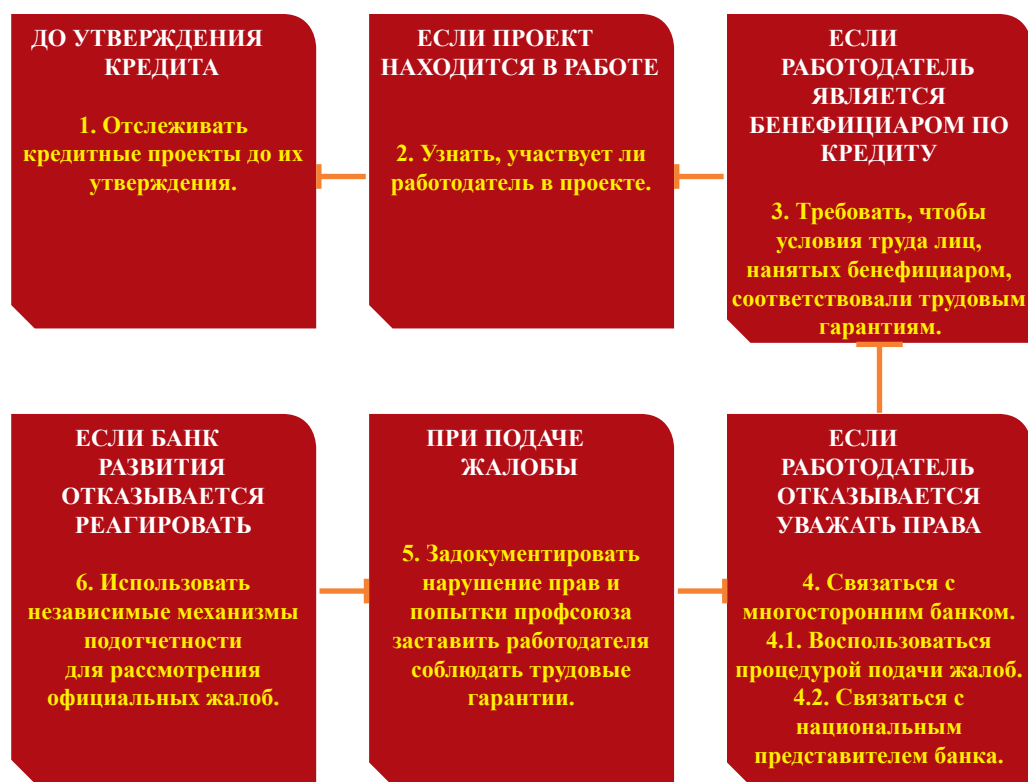 ДО УТВЕРЖДЕНИЯ
КРЕДИТА
1. Отслеживать
кредитные проекты до их
утверждения.
ЕСЛИ ПРОЕКТ
НАХОДИТСЯ В РАБОТЕ
2. Узнать, участвует ли
работодатель в проекте.
ЕСЛИ
РАБОТОДАТЕЛЬ
ЯВЛЯЕТСЯ
БЕНЕФИЦИАРОМ ПО
КРЕДИТУ
3. Требовать, чтобы
условия труда лиц,
нанятых бенефициаром,
соответствовали трудовым
гарантиям.
ЕСЛИ БАНК
РАЗВИТИЯ
ОТКАЗЫВАЕТСЯ
РЕАГИРОВАТЬ
6. Использовать
независимые механизмы
подотчетности
для рассмотрения
официальных жалоб.
ПРИ ПОДАЧЕ
ЖАЛОБЫ
5. Задокументировать
нарушение прав и
попытки профсоюза
заставить работодателя
соблюдать трудовые
гарантии.
ЕСЛИ
РАБОТОДАТЕЛЬ
ОТКАЗЫВАЕТСЯ
УВАЖАТЬ ПРАВА
4. Связаться с
многосторонним банком.
4.1. Воспользоваться
процедурой подачи жалоб.
4.2. Связаться с
национальным
представителем банка.